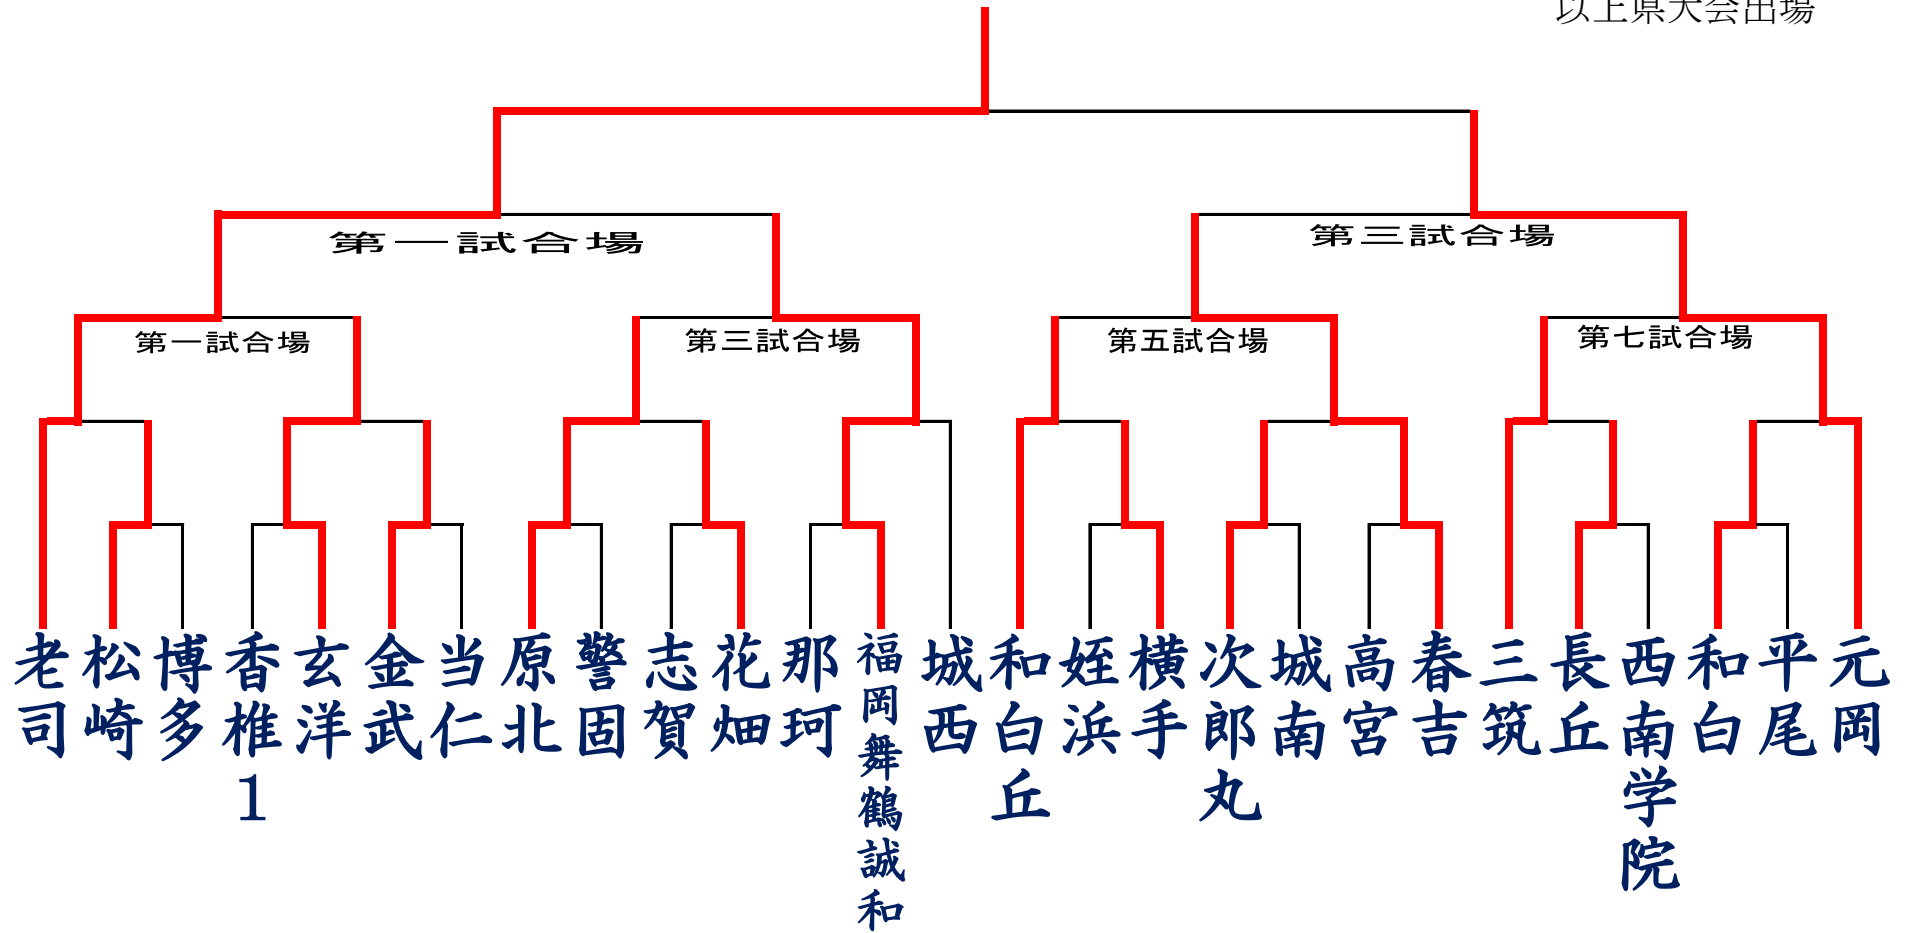 以上県大会出場
第一試合場
第三試合場
第一試合場
第三試合場
第五試合場
第七試合場
老司
松崎
博多
香椎1
玄洋
金武
当仁
原北
警固
志賀
花畑
那珂
福岡舞鶴誠和
城西
和白丘
姪浜
横手
次郎丸
城南
高宮
春吉
三筑
長丘
西南学院
和白
平尾
元岡